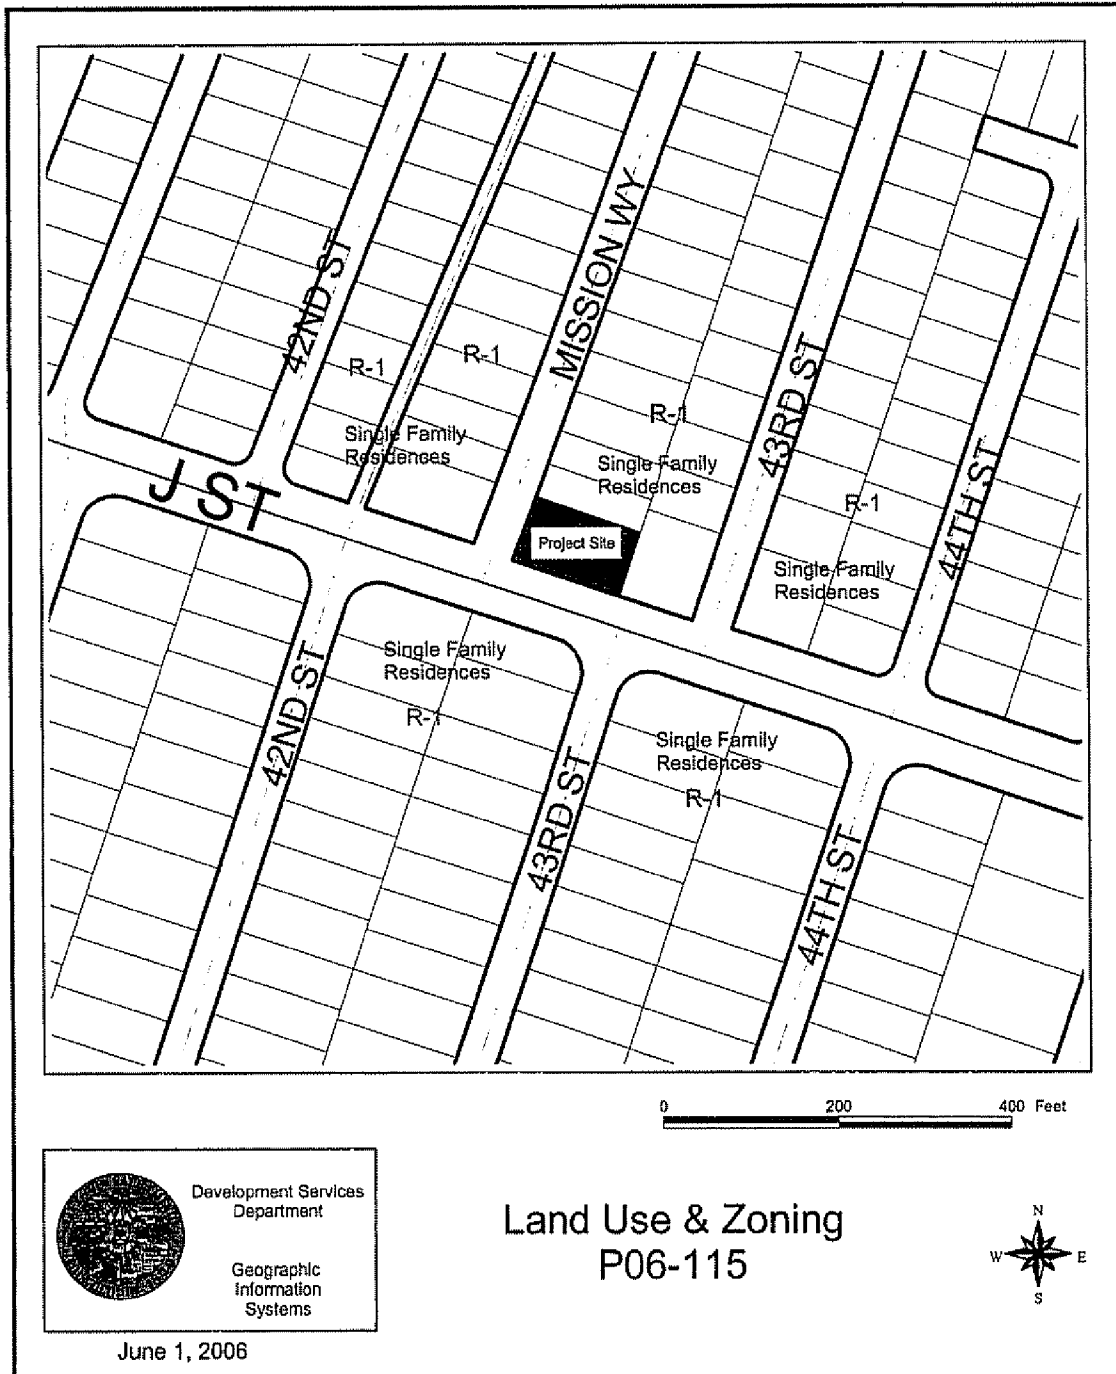 MISSION WY
42ND ST
R-1
R-1
43RD ST
R-1
Single Family
Residences
Single Family
Residences
44TH ST
R-1
J ST
Project Site
Single Family
Residences
Single Family
Residences
42ND ST
R-1
Single Family
Residences
43RD ST
R-1
44TH ST
0 200 400 Feet
Development Services
Department
Geographic
Information
Systems
Land Use & Zoning
P06-115
N
W E
S
June 1, 2006